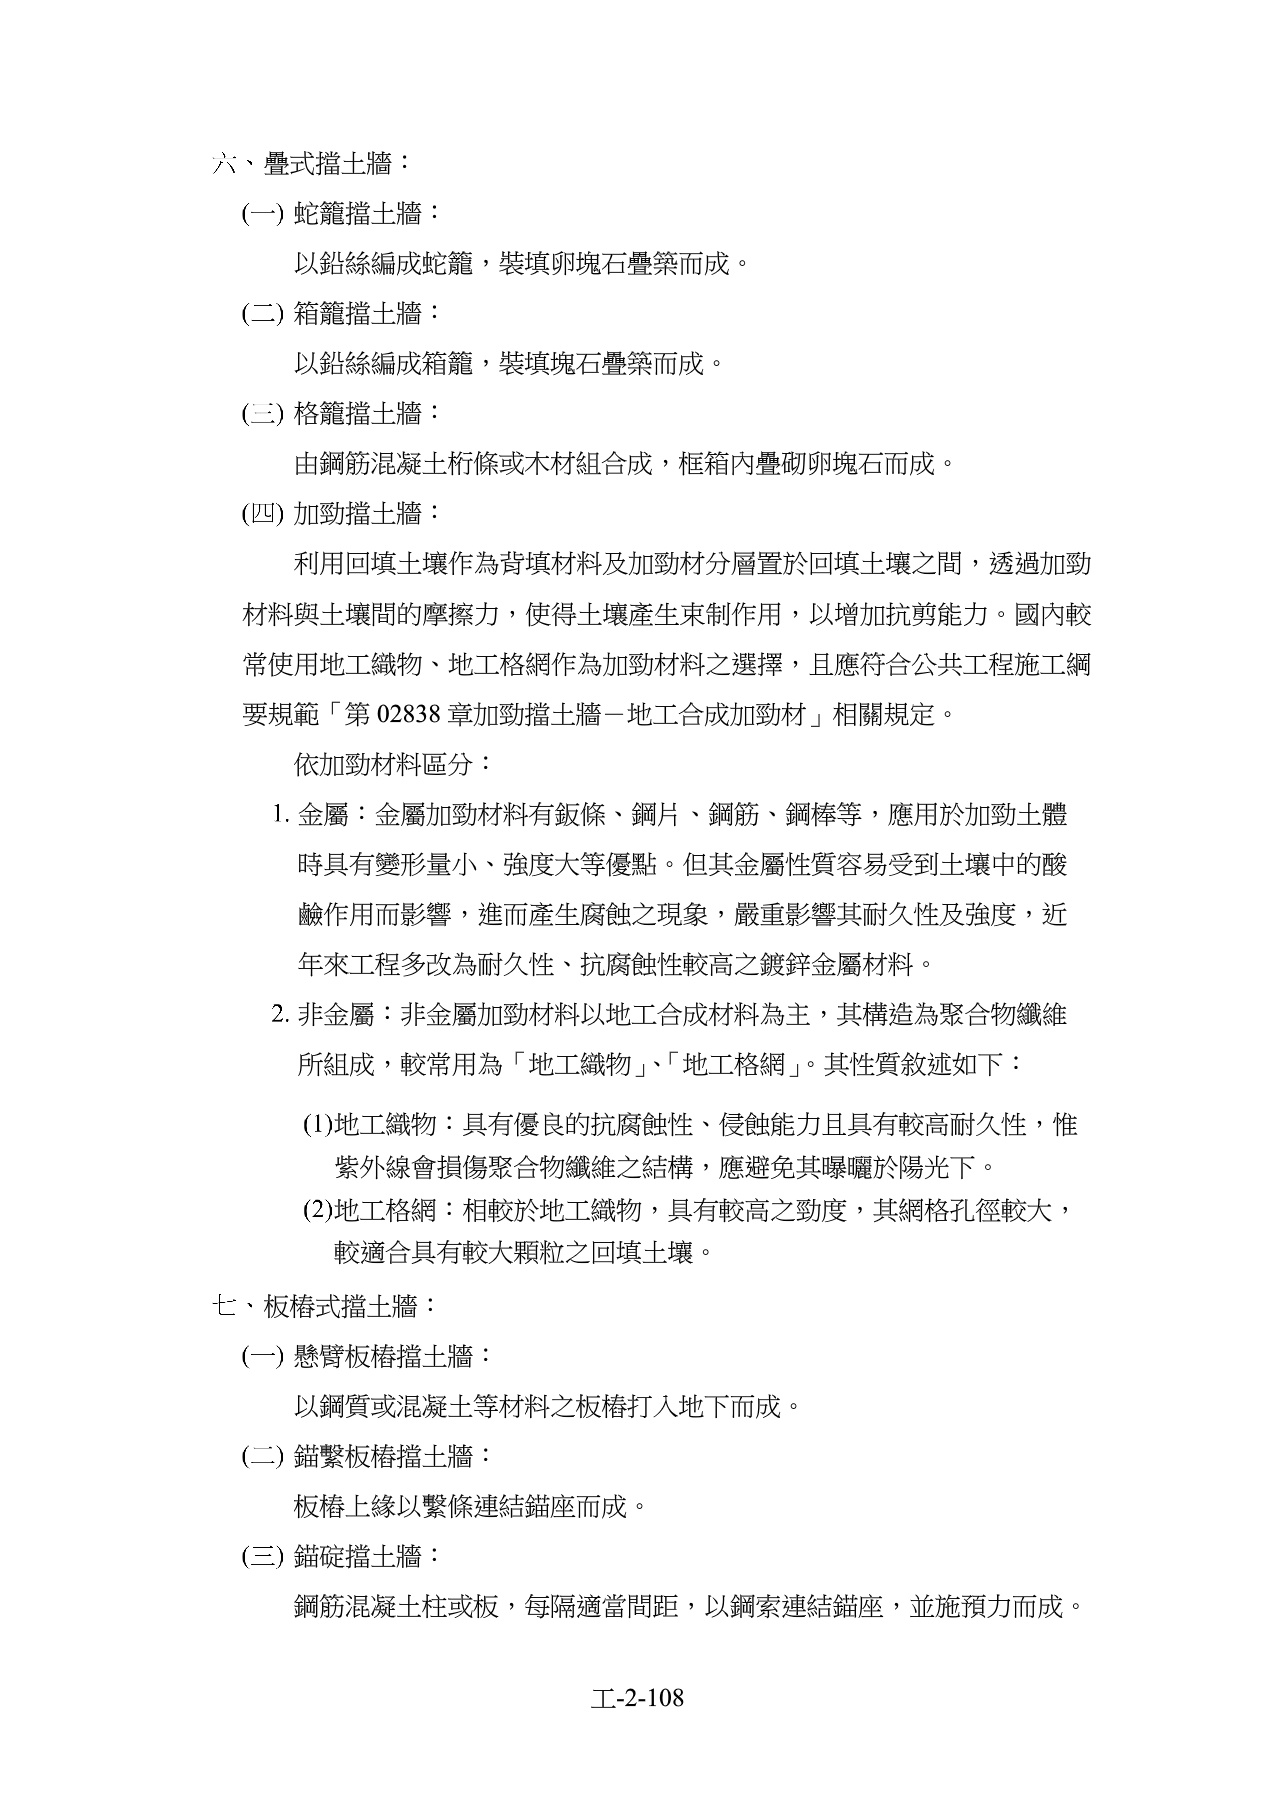 六、疊式擋土牆：
(一) 蛇籠擋土牆：
以鉛絲編成蛇籠，裝填卵塊石疊築而成。
(二) 箱籠擋土牆：
以鉛絲編成箱籠，裝填塊石疊築而成。
(三) 格籠擋土牆：
由鋼筋混凝土桁條或木材組合成，框箱內疊砌卵塊石而成。
(四) 加勁擋土牆：
利用回填土壤作為背填材料及加勁材分層置於回填土壤之間，透過加勁
材料與土壤間的摩擦力，使得土壤產生束制作用，以增加抗剪能力。國內較
常使用地工織物、地工格網作為加勁材料之選擇，且應符合公共工程施工綱
要規範「第 02838 章加勁擋土牆－地工合成加勁材」相關規定。
依加勁材料區分：
1. 金屬：金屬加勁材料有鈑條、鋼片、鋼筋、鋼棒等，應用於加勁土體
時具有變形量小、強度大等優點。但其金屬性質容易受到土壤中的酸
鹼作用而影響，進而產生腐蝕之現象，嚴重影響其耐久性及強度，近
年來工程多改為耐久性、抗腐蝕性較高之鍍鋅金屬材料。
2. 非金屬：非金屬加勁材料以地工合成材料為主，其構造為聚合物纖維
所組成，較常用為「地工織物」、「地工格網」。其性質敘述如下：
(1)地工織物：具有優良的抗腐蝕性、侵蝕能力且具有較高耐久性，惟
紫外線會損傷聚合物纖維之結構，應避免其曝曬於陽光下。
(2)地工格網：相較於地工織物，具有較高之勁度，其網格孔徑較大，
較適合具有較大顆粒之回填土壤。
七、板樁式擋土牆：
(一) 懸臂板樁擋土牆：
以鋼質或混凝土等材料之板樁打入地下而成。
(二) 錨繫板樁擋土牆：
板樁上緣以繫條連結錨座而成。
(三) 錨碇擋土牆：
鋼筋混凝土柱或板，每隔適當間距，以鋼索連結錨座，並施預力而成。
工-2-108